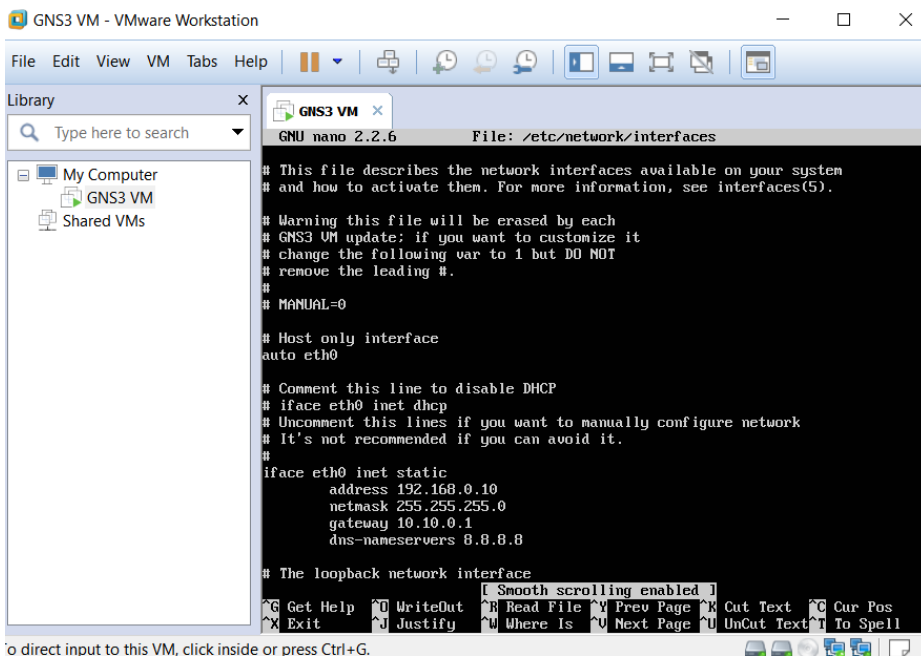 GNS3 VM - VMware Workstation
File Edit View VM Tabs Help
Library x
GNS3 VM ×
Type here to search
My Computer
GNS3 VM
Shared VMs
GNU nano 2.2.6 File: /etc/network/interfaces
# This file describes the network interfaces available on your system
# and how to activate them. For more information, see interfaces(5).
# Warning this file will be erased by each
# GNS3 VM update; if you want to customize it
# change the following var to 1 but DO NOT
# remove the leading #.
#
# MANUAL=0
# Host only interface
auto eth0
# Comment this line to disable DHCP
# iface eth0 inet dhcp
# Uncomment this lines if you want to manually configure network
# It's not recommended if you can avoid it.
#
iface eth0 inet static
address 192.168.0.10
netmask 255.255.255.0
gateway 10.10.0.1
dns-nameservers 8.8.8.8
# The loopback network interface
[ Smooth scrolling enabled ]
^G Get Help ^O WriteOut ^R Read File ^Y Prev Page ^K Cut Text ^C Cur Pos
^X Exit ^J Justify ^W Where Is ^V Next Page ^U UnCut Text ^T To Spell
To direct input to this VM, click inside or press Ctrl+G.